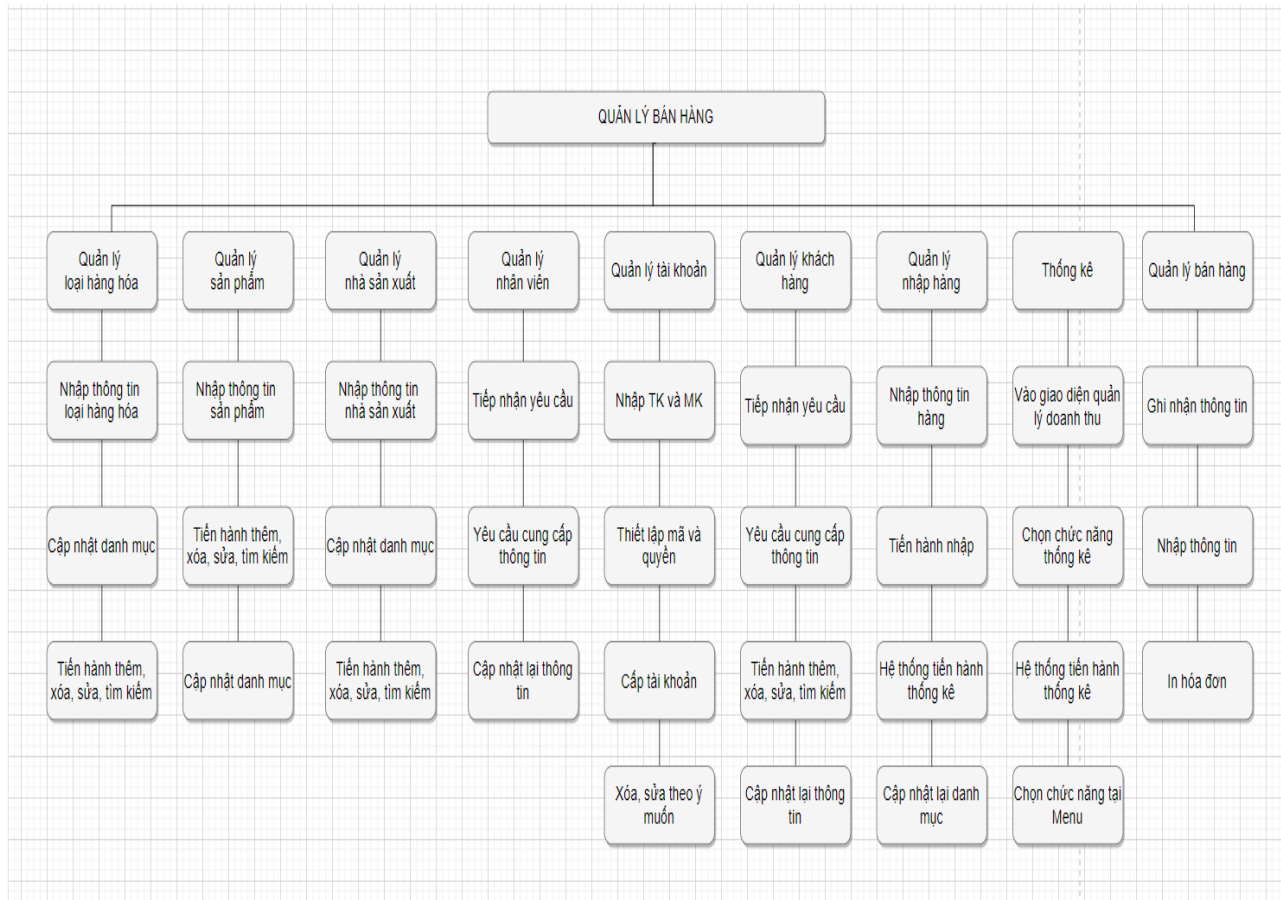 QUẢN LÝ BÁN HÀNG
Quản lý
loại hàng hóa
Quản lý
sản phẩm
Quản lý
nhà sản xuất
Quản lý
nhân viên
Quản lý tài khoản
Quản lý khách
hàng
Quản lý
nhập hàng
Thống kê
Quản lý bán hàng
Nhập thông tin
loại hàng hóa
Nhập thông tin
sản phẩm
Nhập thông tin
nhà sản xuất
Tiếp nhận yêu cầu
Nhập TK và MK
Tiếp nhận yêu cầu
Nhập thông tin
hàng
Vào giao diện quản
lý doanh thu
Ghi nhận thông tin
Cập nhật danh mục
Tiến hành thêm,
xóa, sửa, tìm kiếm
Cập nhật danh mục
Yêu cầu cung cấp
thông tin
Thiết lập mã và
quyền
Yêu cầu cung cấp
thông tin
Tiến hành nhập
Chọn chức năng
thống kê
Nhập thông tin
Tiến hành thêm,
xóa, sửa, tìm kiếm
Cập nhật danh mục
Tiến hành thêm,
xóa, sửa, tìm kiếm
Cập nhật lại thông
tin
Cấp tài khoản
Tiến hành thêm,
xóa, sửa, tìm kiếm
Hệ thống tiến hành
thống kê
Hệ thống tiến hành
thống kê
In hóa đơn
Xóa, sửa theo ý
muốn
Cập nhật lại thông
tin
Cập nhật lại danh
mục
Chọn chức năng tại
Menu